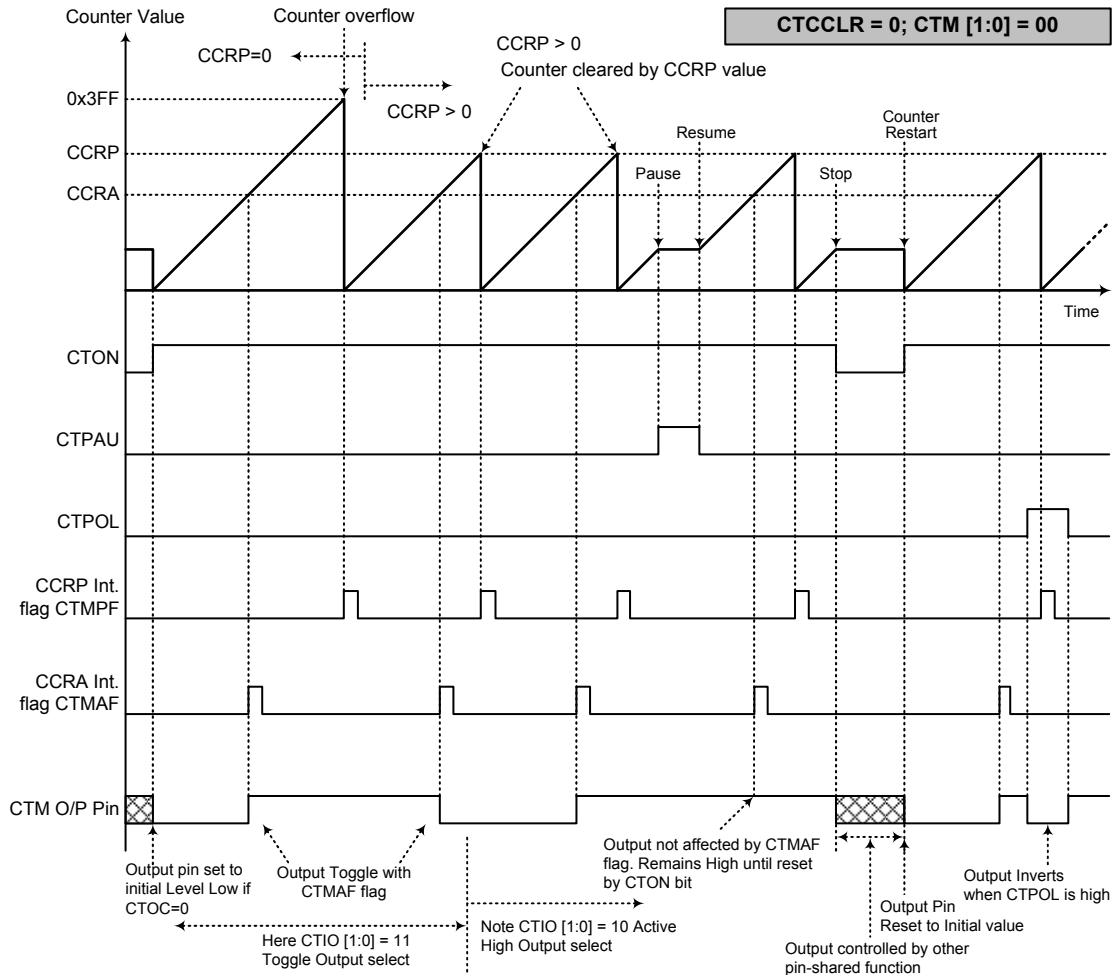 Counter Value
Counter overflow
CTCCLR = 0; CTM [1:0] = 00
CCRP=0
CCRP > 0
Counter cleared by CCRP value
0x3FF
CCRP > 0
CCRP
CCRA
Pause
Resume
Stop
Counter
Restart
Time
CTON
CTPAU
CTPOL
CCRP Int.
flag CTMPF
CCRA Int.
flag CTMAF
CTM O/P Pin
Output pin set to
initial Level Low if
CTOC=0
Output Toggle with
CTMAF flag
Output not affected by CTMAF
flag. Remains High until reset
by CTON bit
Output Inverts
when CTPOL is high
Output Pin
Reset to Initial value
Here CTIO [1:0] = 11
Toggle Output select
Note CTIO [1:0] = 10 Active
High Output select
Output controlled by other
pin-shared function